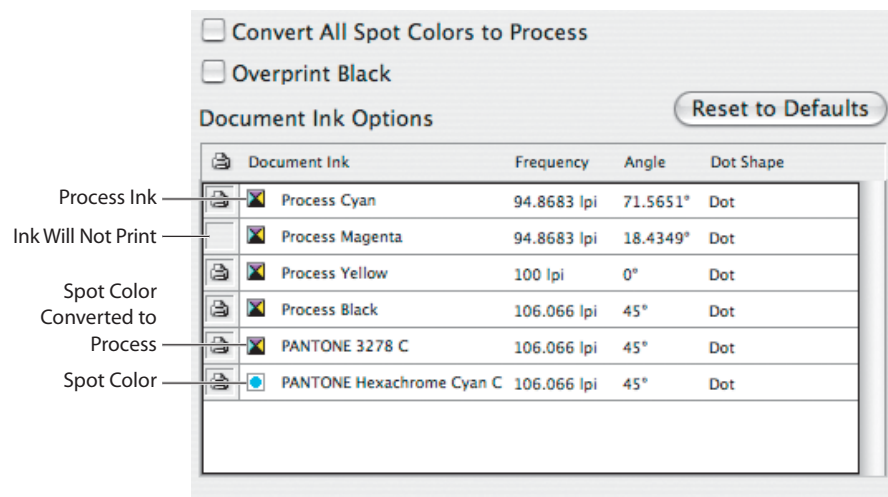 Convert All Spot Colors to Process
Overprint Black
Document Ink Options
Reset to Defaults
Document Ink Frequency Angle Dot Shape
Process Ink
Process Cyan 94.8683 lpi 71.5651° Dot
Ink Will Not Print
Process Magenta 94.8683 lpi 18.4349° Dot
Process Yellow 100 lpi 0° Dot
Process Black 106.066 lpi 45° Dot
Spot Color
Converted to
Process
PANTONE 3278 C 106.066 lpi 45° Dot
Spot Color
PANTONE Hexachrome Cyan C 106.066 lpi 45° Dot